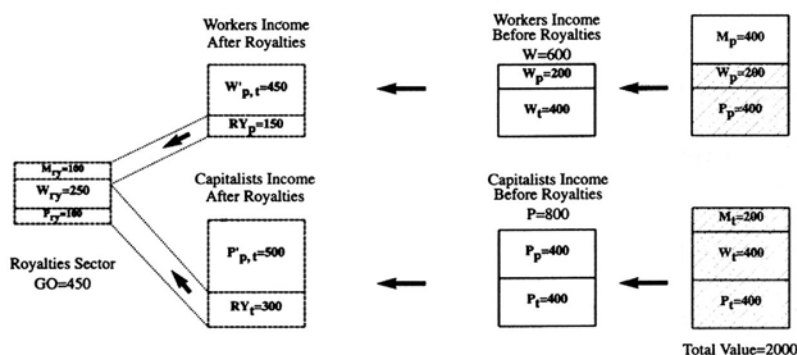 Workers Income
After Royalties
W'p, t=450
RYp=150
Workers Income
Before Royalties
W=600
Wp=200
Wt=400
Mp=400
Wp=200
Pp=400
Mry=100
Wry=250
Pry=100
Royalties Sector
GO=450
Capitalists Income
After Royalties
P'p, t=500
RYt=300
Capitalists Income
Before Royalties
P=800
Pp=400
Pt=400
Mt=200
Wt=400
Pt=400
Total Value=2000